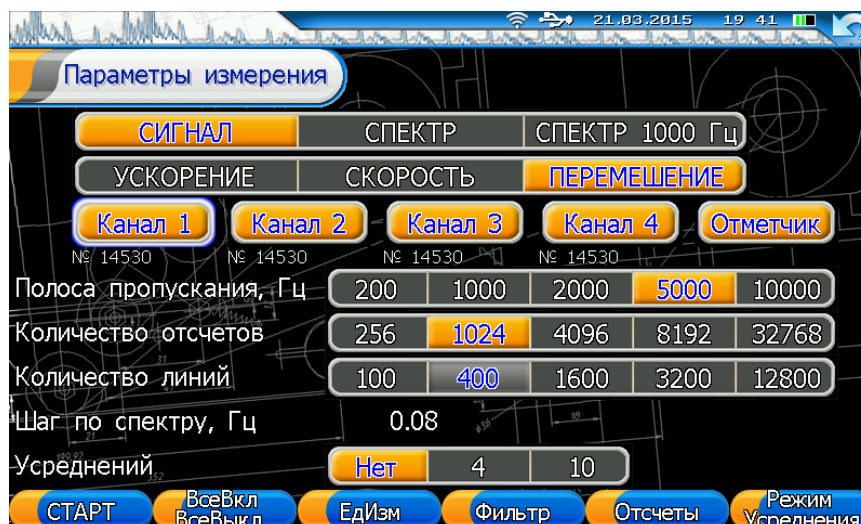 21.03.2015 19 41
Параметры измерения
СИГНАЛ СПЕКТР СПЕКТР 1000 Гц
УСКОРЕНИЕ СКОРОСТЬ ПЕРЕМЕШЕНИЕ
Канал 1 Канал 2 Канал 3 Канал 4 Отметчик
№ 14530 № 14530 № 14530 № 14530
Полоса пропускания, Гц 200 1000 2000 5000 10000
Количество отсчетов 256 1024 4096 8192 32768
Количество линий 100 400 1600 3200 12800
Шаг по спектру, Гц 0.08
Усреднений Нет 4 10
СТАРТ ВсеВкл ЕдИзм Фильтр Отсчеты Режим
ВсеВыкл Усреднения